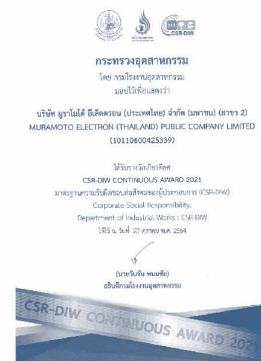 CSR-DIW
กระทรวงอุตสาหกรรม
โดย กรมโรงงานอุตสาหกรรม
มอบไว้เพื่อแสดงว่า
บริษัท มูราโมโต้ อีเล็คตรอน (ประเทศไทย) จำกัด (มหาชน) (สาขา 2)
MURAMOTO ELECTRON (THAILAND) PUBLIC COMPANY LIMITED
(10110600425339)
ได้รับรางวัลเกียรติยศ
CSR-DIW CONTINUOUS AWARD 2021
มาตรฐานความรับผิดชอบต่อสังคมของผู้ประกอบการ (CSR-DIW)
Corporate Social Responsibility,
Department of Industrial Works : CSR-DIW
ให้ไว้ ณ วันที่ 27 ตุลาคม พ.ศ. 2564
อธิบดีกรมโรงงานอุตสาหกรรม
CSR-DIW CONTINUOUS AWARD 2021